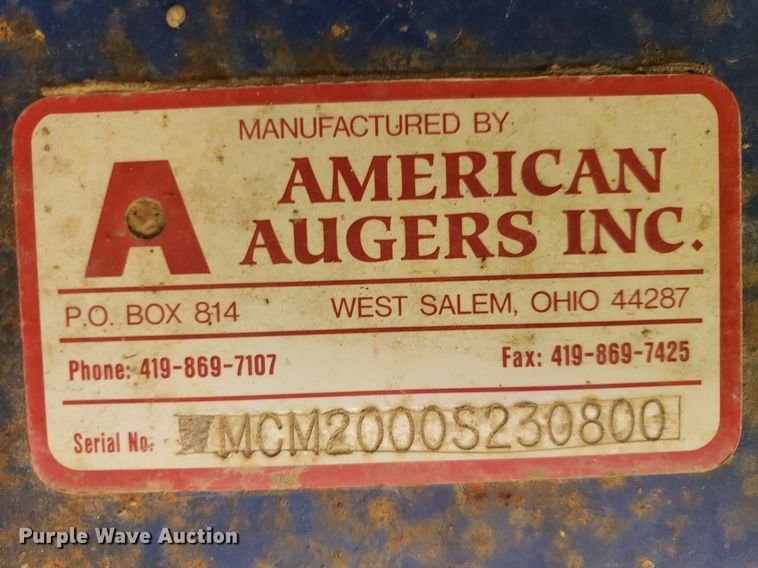 MANUFACTURED BY
A
AMERICAN
AUGERS INC.
P.O. BOX 814 WEST SALEM, OHIO 44287
Phone: 419-869-7107 Fax: 419-869-7425
Serial No. MCM2000S230800
Purple Wave Auction